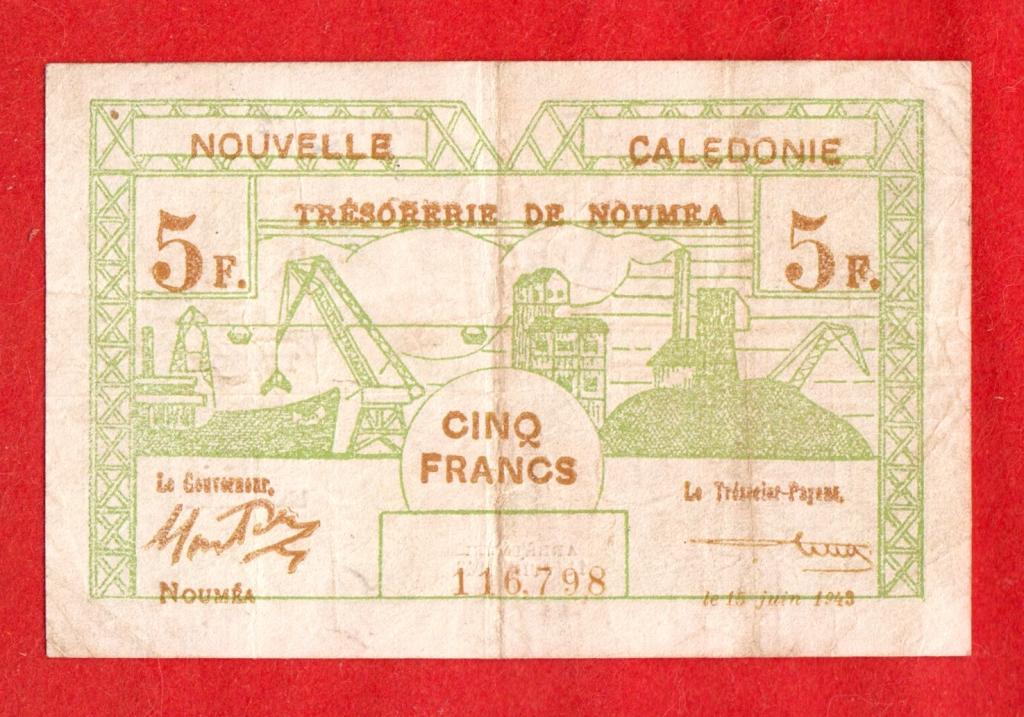 NOUVELLE CALEDONIE
TRÉSORERIE DE NOUMEA
5 F. 5 F.
CINQ
FRANCS
Le Gouverneur, Le Trésorier-Payeur,
116,798
NOUMÉA le 15 juin 1943